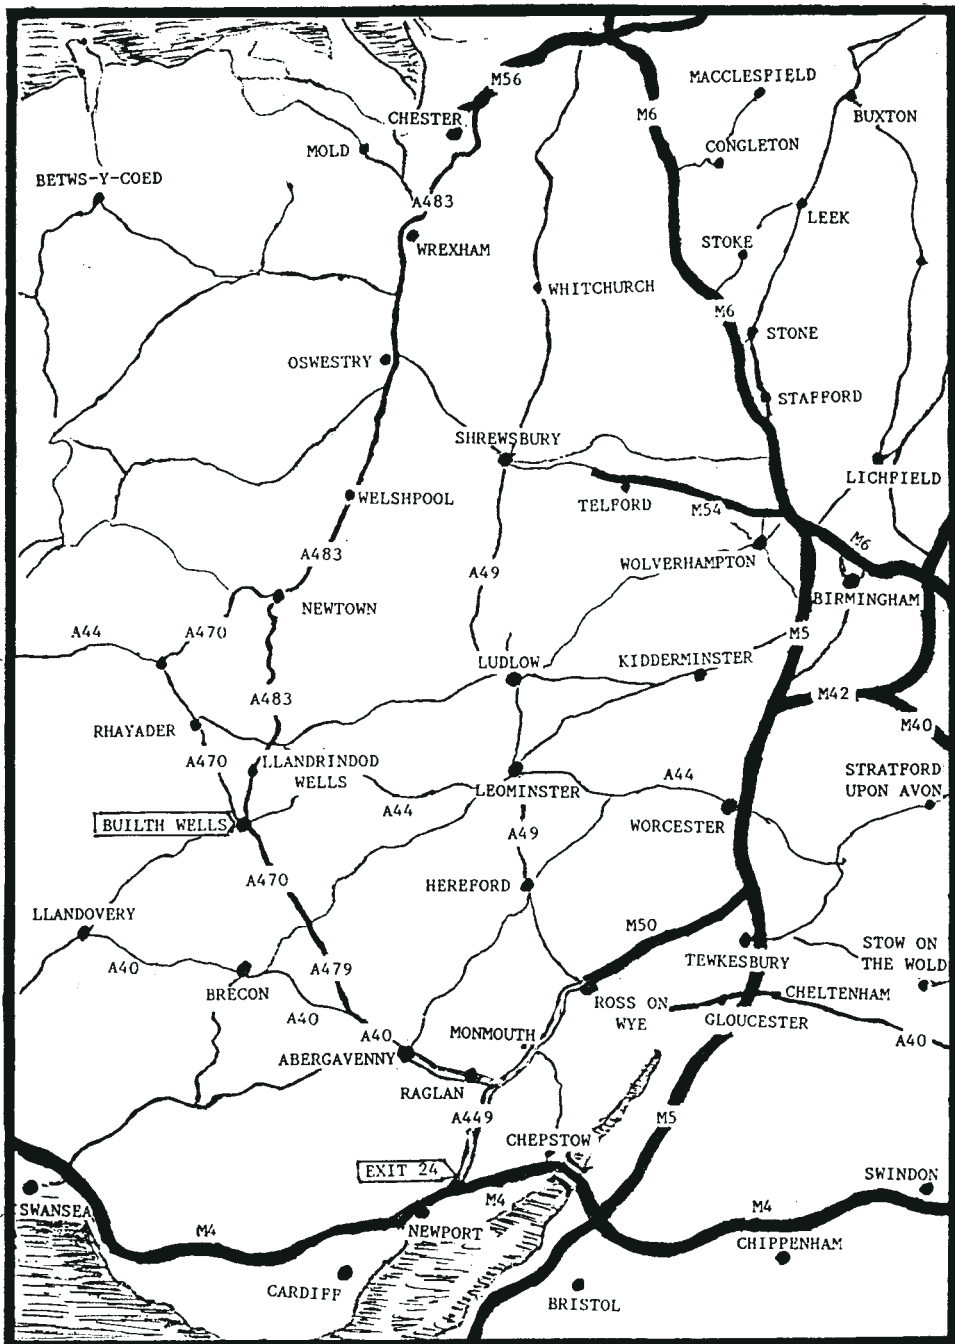 M56
MACCLESFIELD
M6
BUXTON
CHESTER
MOLD
CONGLETON
BETWS-Y-COED
A483
LEEK
WREXHAM
STOKE
WHITCHURCH
M6
STONE
OSWESTRY
STAFFORD
SHREWSBURY
LICHFIELD
WELSHPOOL
TELFORD
M54
M6
A483
A49
WOLVERHAMPTON
BIRMINGHAM
NEWTOWN
A44
A470
M5
LUDLOW
KIDDERMINSTER
A483
M42
RHAYADER
M40
A470
LLANDRINDOD
WELLS
STRATFORD
UPON AVON
A44
LEOMINSTER
A44
BUILTH WELLS
A49
WORCESTER
A470
HEREFORD
LLANDOVERY
M50
STOW ON
THE WOLD
A40
A479
TEWKESBURY
BRECON
CHELTENHAM
ROSS ON
WYE
A40
GLOUCESTER
A40
MONMOUTH
A40
ABERGAVENNY
RAGLAN
A449
M5
CHEPSTOW
EXIT 24
SWINDON
M4
SWANSEA
M4
M4
NEWPORT
CHIPPENHAM
CARDIFF
BRISTOL